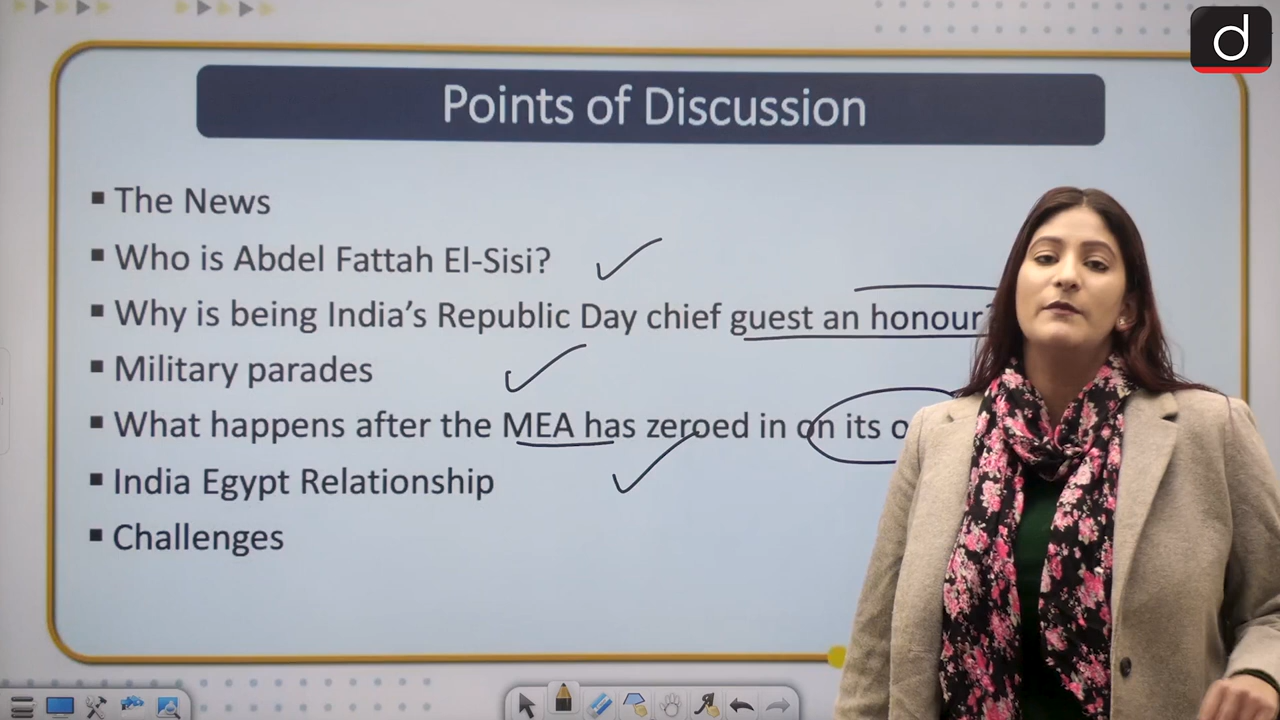 d
Points of Discussion
The News
Who is Abdel Fattah El-Sisi?
Why is being India's Republic Day chief guest an honour?
Military parades
What happens after the MEA has zeroed in on its
India Egypt Relationship
Challenges